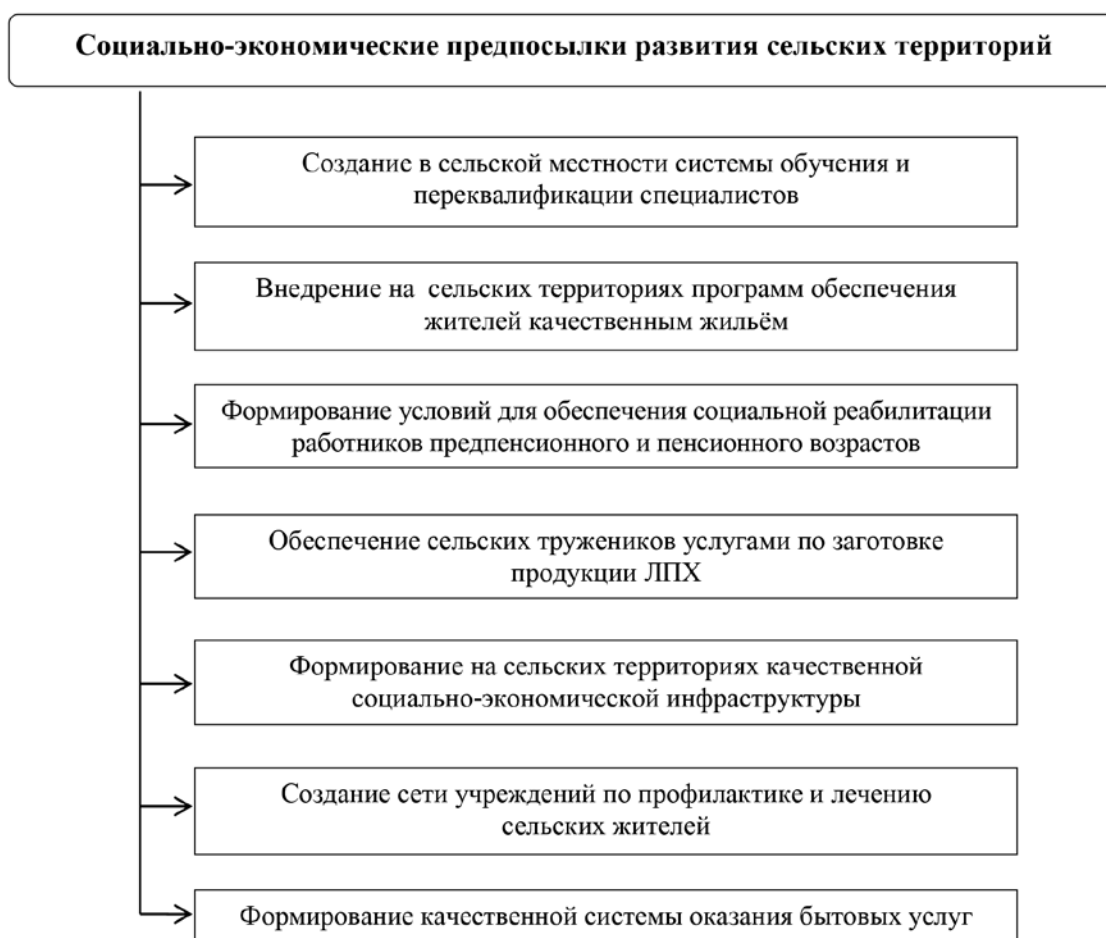 Социально-экономические предпосылки развития сельских территорий
Создание в сельской местности системы обучения и
переквалификации специалистов
Внедрение на сельских территориях программ обеспечения
жителей качественным жильём
Формирование условий для обеспечения социальной реабилитации
работников предпенсионного и пенсионного возрастов
Обеспечение сельских тружеников услугами по заготовке
продукции ЛПХ
Формирование на сельских территориях качественной
социально-экономической инфраструктуры
Создание сети учреждений по профилактике и лечению
сельских жителей
Формирование качественной системы оказания бытовых услуг